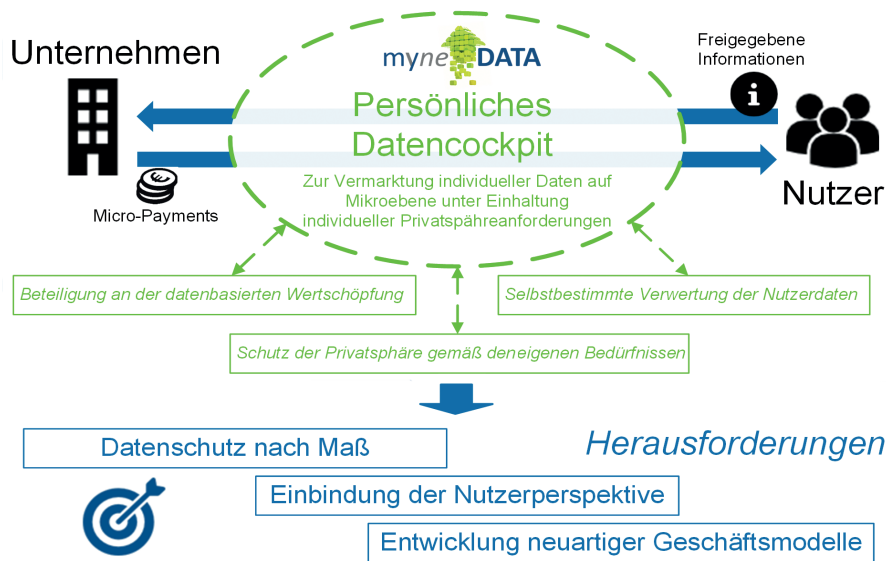 Unternehmen
myneDATA
Freigegebene
Informationen
Persönliches
Datencockpit
Zur Vermarktung individueller Daten auf
Mikroebene unter Einhaltung
individueller Privatspähreanforderungen
Micro-Payments
Nutzer
Beteiligung an der datenbasierten Wertschöpfung
Selbstbestimmte Verwertung der Nutzerdaten
Schutz der Privatsphäre gemäß deneigenen Bedürfnissen
Datenschutz nach Maß
Herausforderungen
Einbindung der Nutzerperspektive
Entwicklung neuartiger Geschäftsmodelle